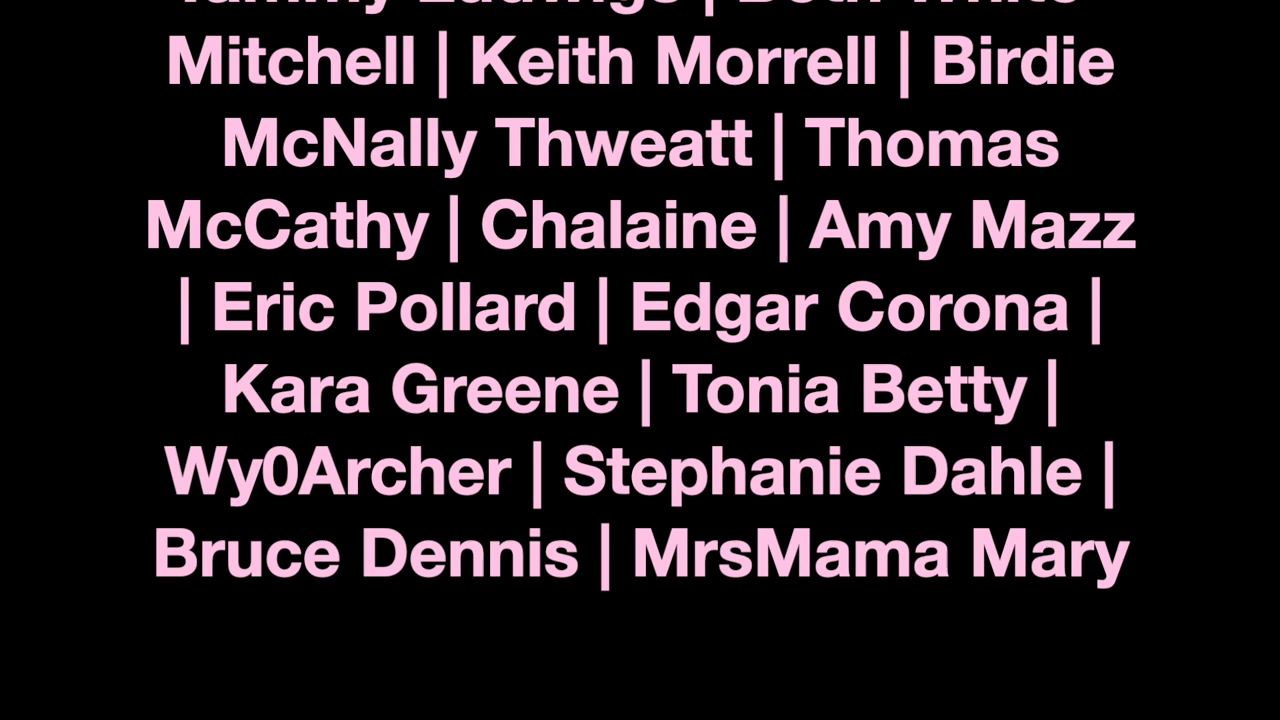 Mitchell | Keith Morrell | Birdie
McNally Thweatt | Thomas
McCathy | Chalaine | Amy Mazz
| Eric Pollard | Edgar Corona |
Kara Greene | Tonia Betty |
Wy0Archer | Stephanie Dahle |
Bruce Dennis | MrsMama Mary